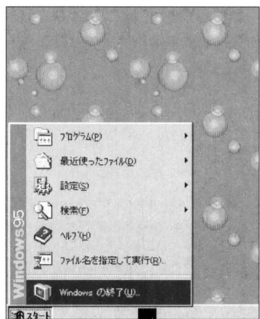 プログラム(P)
最近使ったファイル(D)
設定(S)
検索(F)
ヘルプ(H)
ファイル名を指定して実行(R)...
Windows の終了(U)...
Windows95
スタート